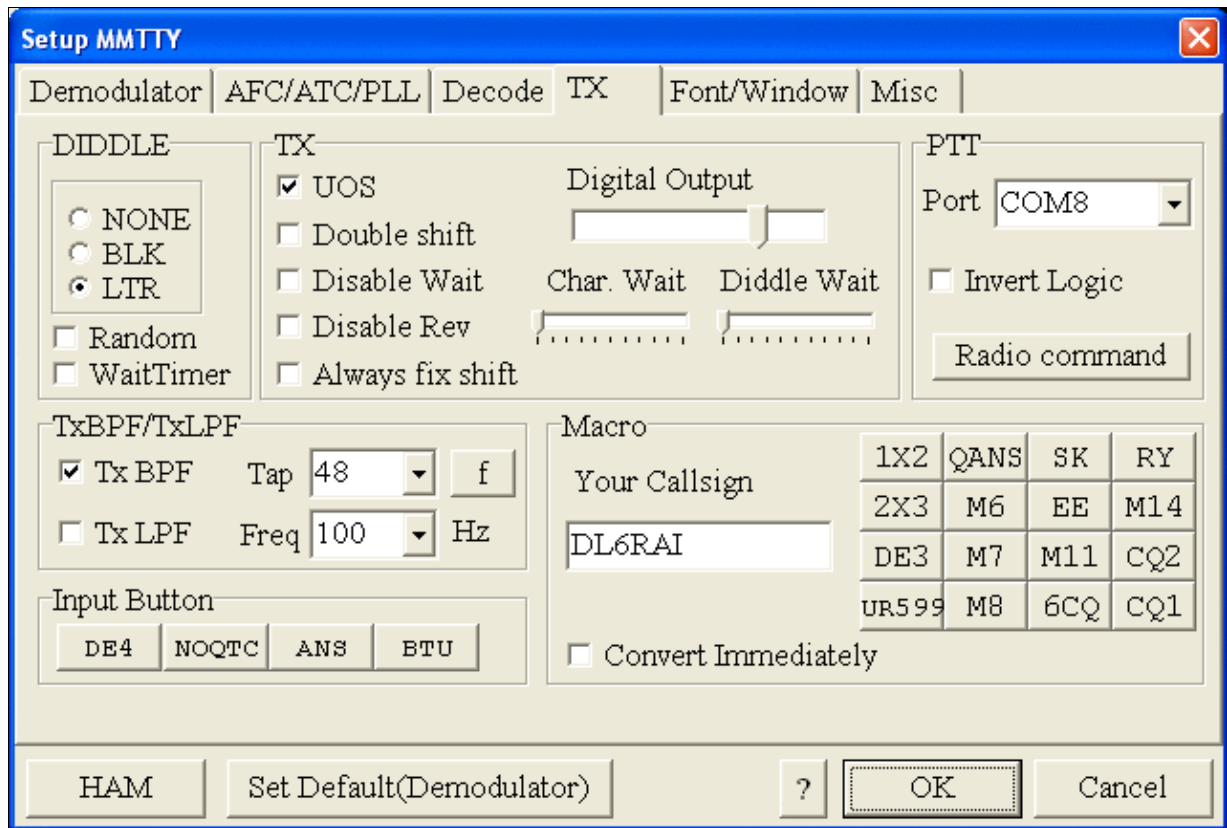 Setup MMTTY
Demodulator AFC/ATC/PLL Decode TX Font/Window Misc
DIDDLE
NONE
BLK
LTR
Random
WaitTimer
TX
UOS
Double shift
Disable Wait
Disable Rev
Always fix shift
Digital Output
Char. Wait Diddle Wait
PTT
Port COM8
Invert Logic
Radio command
TxBPF/TxLPF
Tx BPF Tap 48 f
Tx LPF Freq 100 Hz
Input Button
DE4 NOQTC ANS BTU
Macro
Your Callsign
DL6RAI
Convert Immediately
1X2 QANS SK RY
2X3 M6 EE M14
DE3 M7 M11 CQ2
UR599 M8 6CQ CQ1
HAM Set Default(Demodulator) ? OK Cancel